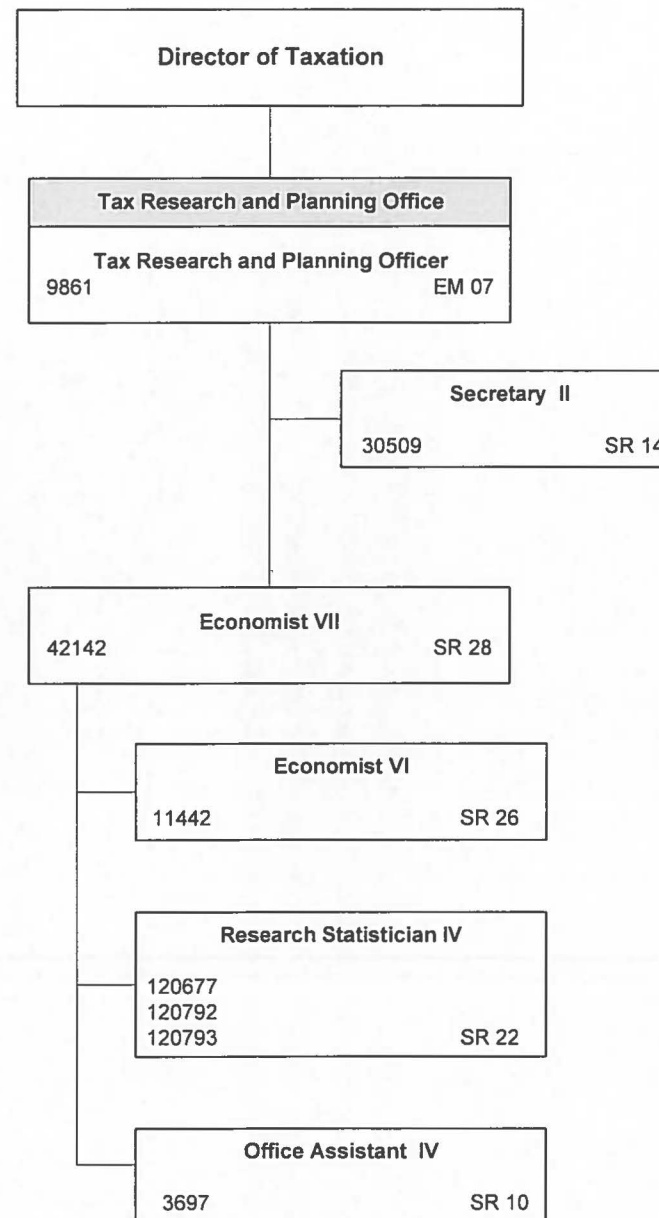 Director of Taxation
Tax Research and Planning Office
Tax Research and Planning Officer
9861 EM 07
Secretary II
30509 SR 14
Economist VII
42142 SR 28
Economist VI
11442 SR 26
Research Statistician IV
120677
120792
120793 SR 22
Office Assistant IV
3697 SR 10